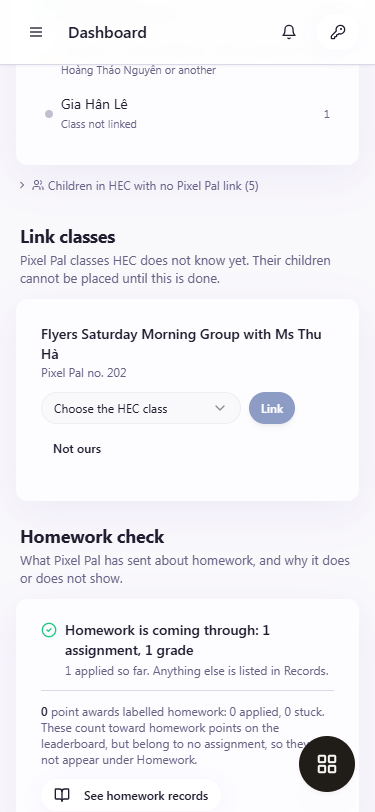 Dashboard
Hoàng Thảo Nguyên or another
Gia Hân Lê
1
Class not linked
Children in HEC with no Pixel Pal link (5)
Link classes
Pixel Pal classes HEC does not know yet. Their children
cannot be placed until this is done.
Flyers Saturday Morning Group with Ms Thu
Hà
Pixel Pal no. 202
Choose the HEC class
Link
Not ours
Homework check
What Pixel Pal has sent about homework, and why it does
or does not show.
Homework is coming through: 1
assignment, 1 grade
1 applied so far. Anything else is listed in Records.
0 point awards labelled homework: 0 applied, 0 stuck.
These count toward homework points on the
leaderboard, but belong to no assignment, so they
not appear under Homework.
See homework records